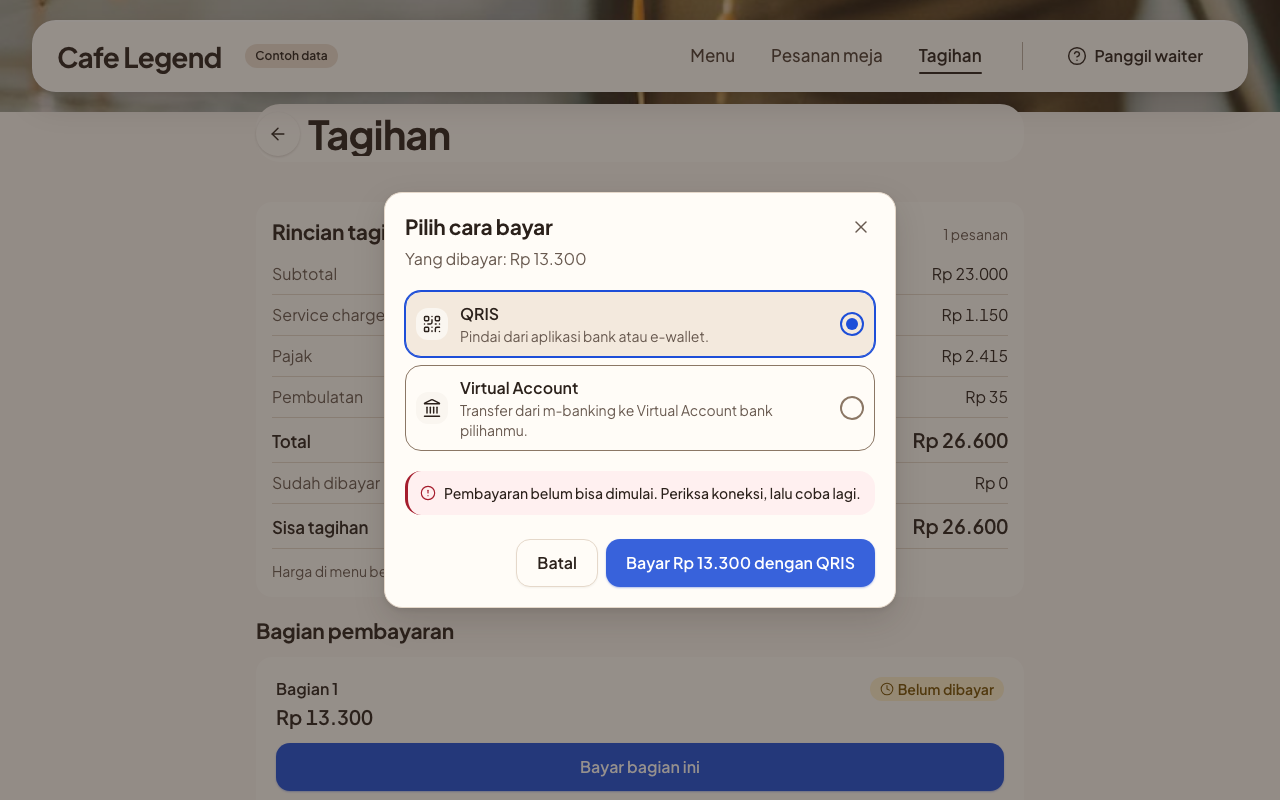 Cafe Legend
Contoh data
Menu
Pesanan meja
Tagihan
Panggil waiter
Tagihan
Rincian tagi
1 pesanan
Subtotal
Rp 23.000
Service charge
Rp 1.150
Pajak
Rp 2.415
Pembulatan
Rp 35
Total
Rp 26.600
Sudah dibayar
Rp 0
Sisa tagihan
Rp 26.600
Harga di menu be
Pilih cara bayar
Yang dibayar: Rp 13.300
QRIS
Pindai dari aplikasi bank atau e-wallet.
Virtual Account
Transfer dari m-banking ke Virtual Account bank
pilihanmu.
Pembayaran belum bisa dimulai. Periksa koneksi, lalu coba lagi.
Batal
Bayar Rp 13.300 dengan QRIS
Bagian pembayaran
Bagian 1
Belum dibayar
Rp 13.300
Bayar bagian ini